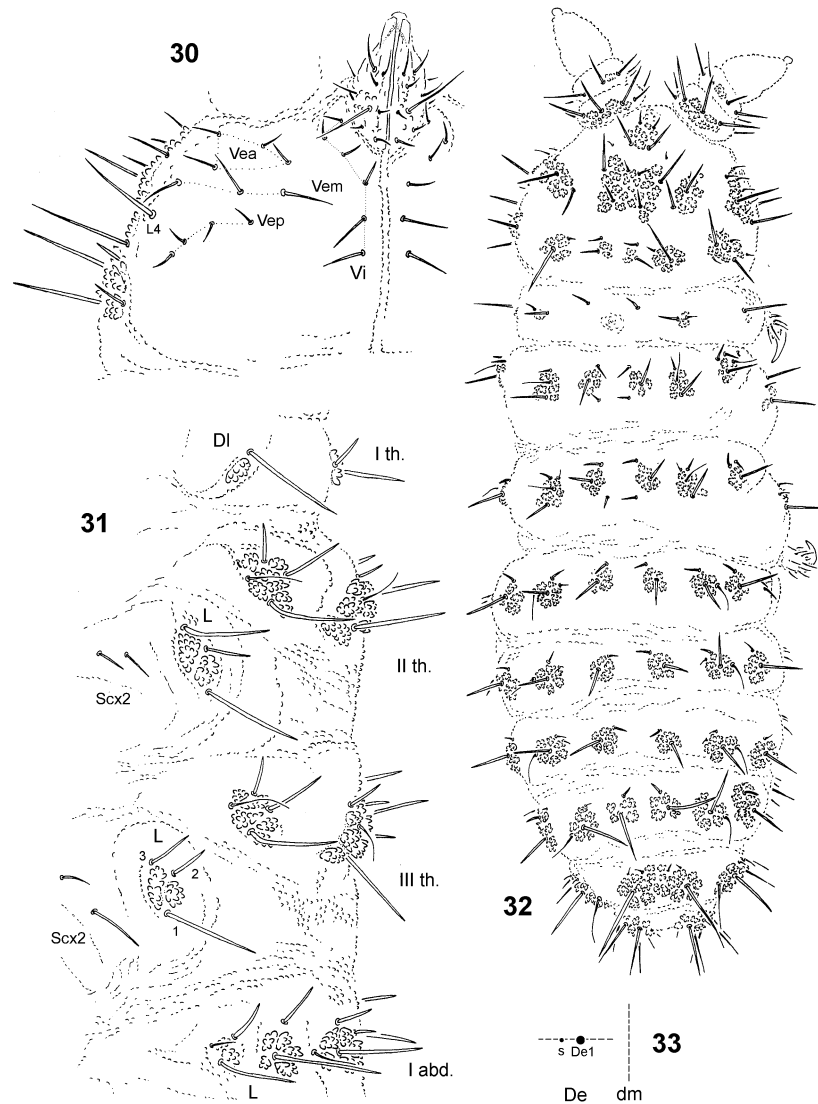 30
Vea
Vem
Vep
L4
1
Vi
31
Dl
I th.
L
II th.
Scx2
L
3
2
III th.
1
Scx2
I abd.
L
32
33
s De1
De dm